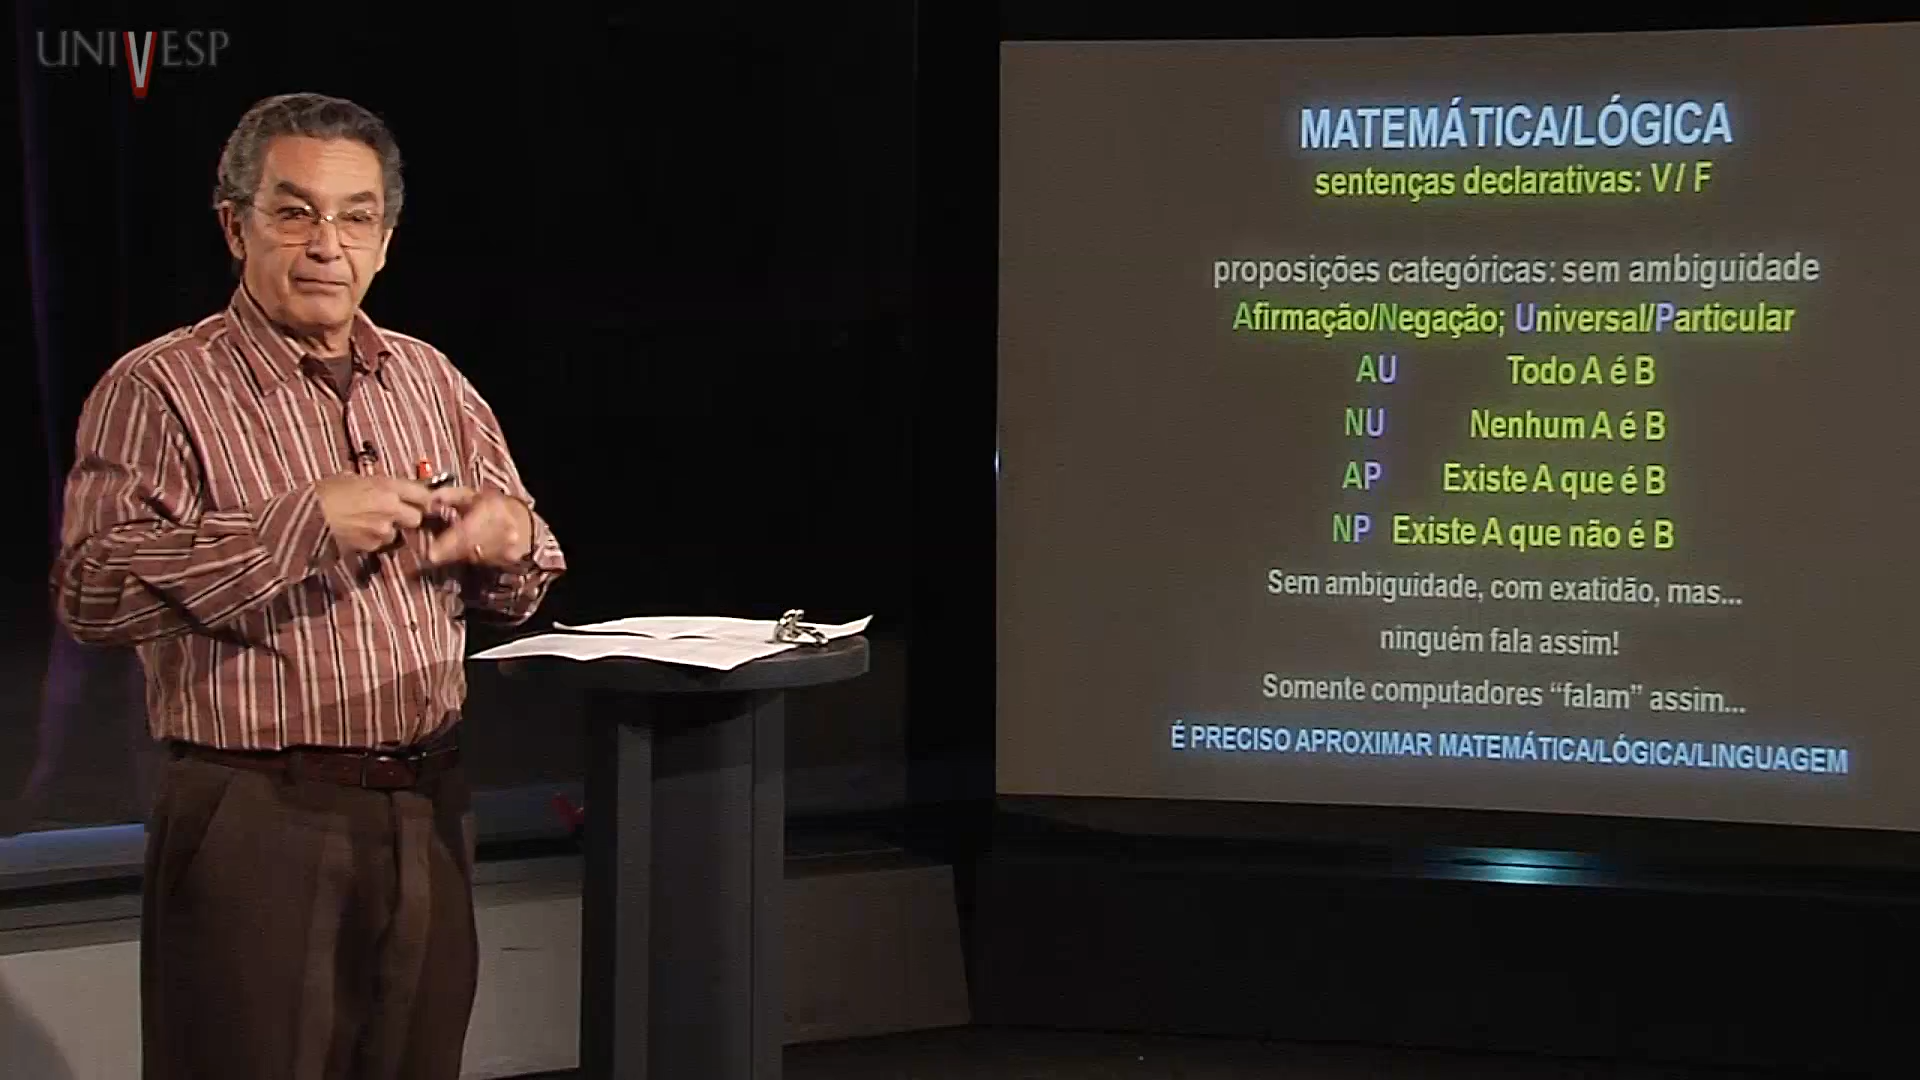 UNIVESP
MATEMÁTICA/LÓGICA
sentenças declarativas: V / F
proposições categóricas: sem ambiguidade
Afirmação/Negação; Universal/Particular
AU Todo A é B
NU Nenhum A é B
AP Existe A que é B
NP Existe A que não é B
Sem ambiguidade, com exatidão, mas...
ninguém fala assim!
Somente computadores “falam” assim...
É PRECISO APROXIMAR MATEMÁTICA/LÓGICA/LINGUAGEM